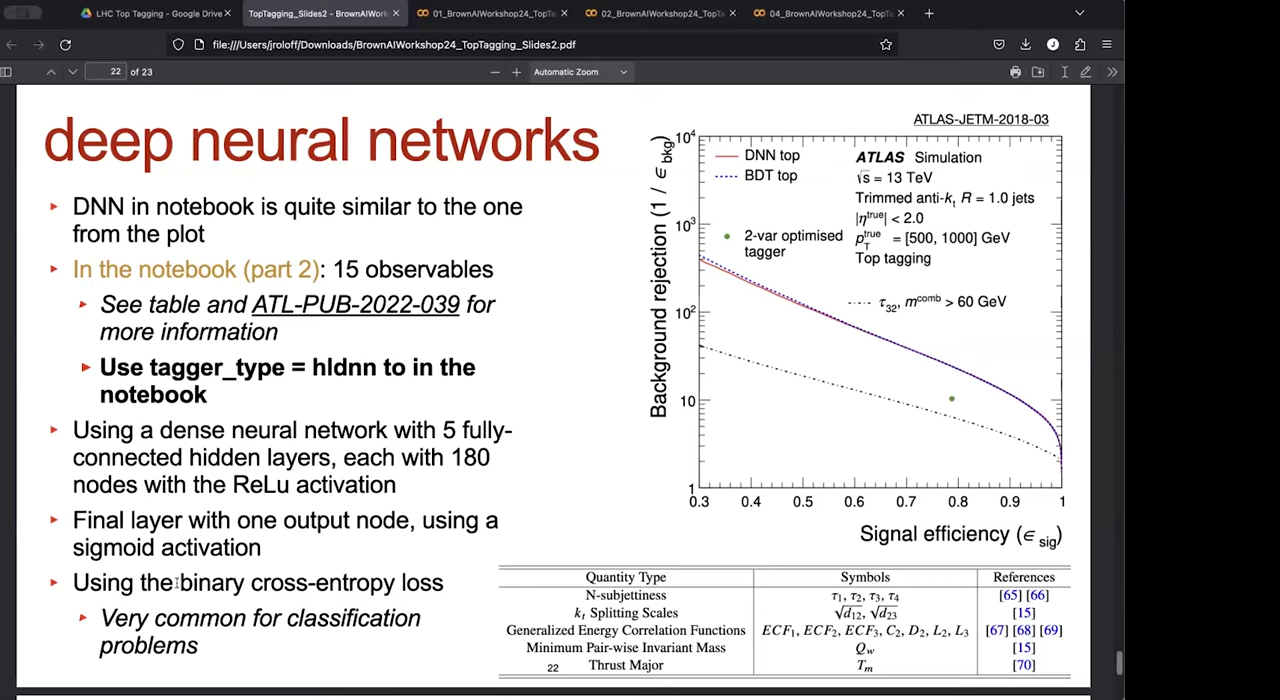 LHC Top Tagging - Google Drive
TopTagging_Slides2 - BrownAIWork
01_BrownAIWorkshop24_TopT
02_BrownAIWorkshop24_TopTa
04_BrownAIWorkshop24_TopT
file:///Users/jroloff/Downloads/BrownAIWorkshop24_TopTagging_Slides2.pdf
J
22 of 23
Automatic Zoom
deep neural networks
DNN in notebook is quite similar to the one
from the plot
In the notebook (part 2): 15 observables
See table and ATL-PUB-2022-039 for
more information
Use tagger_type = hldnn to in the
notebook
Using a dense neural network with 5 fully-
connected hidden layers, each with 180
nodes with the ReLu activation
Final layer with one output node, using a
sigmoid activation
Using the binary cross-entropy loss
Very common for classification
problems
ATLAS-JETM-2018-03
Background rejection (1 / ϵ bkg)
10⁴
10³
10²
10
1
DNN top
BDT top
2-var optimised
tagger
ATLAS Simulation
√s = 13 TeV
Trimmed anti-kₜ R = 1.0 jets
|η^true| < 2.0
p_T^true = [500, 1000] GeV
Top tagging
τ₃₂, m^comb > 60 GeV
0.3 0.4 0.5 0.6 0.7 0.8 0.9 1
Signal efficiency (ϵ sig)
Quantity Type Symbols References
N-subjettiness τ₁, τ₂, τ₃, τ₄ [65] [66]
kₜ Splitting Scales √d₁₂, √d₂₃ [15]
Generalized Energy Correlation Functions ECF₁, ECF₂, ECF₃, C₂, D₂, L₂, L₃ [67] [68] [69]
Minimum Pair-wise Invariant Mass Q_w [15]
Thrust Major T_m [70]
22